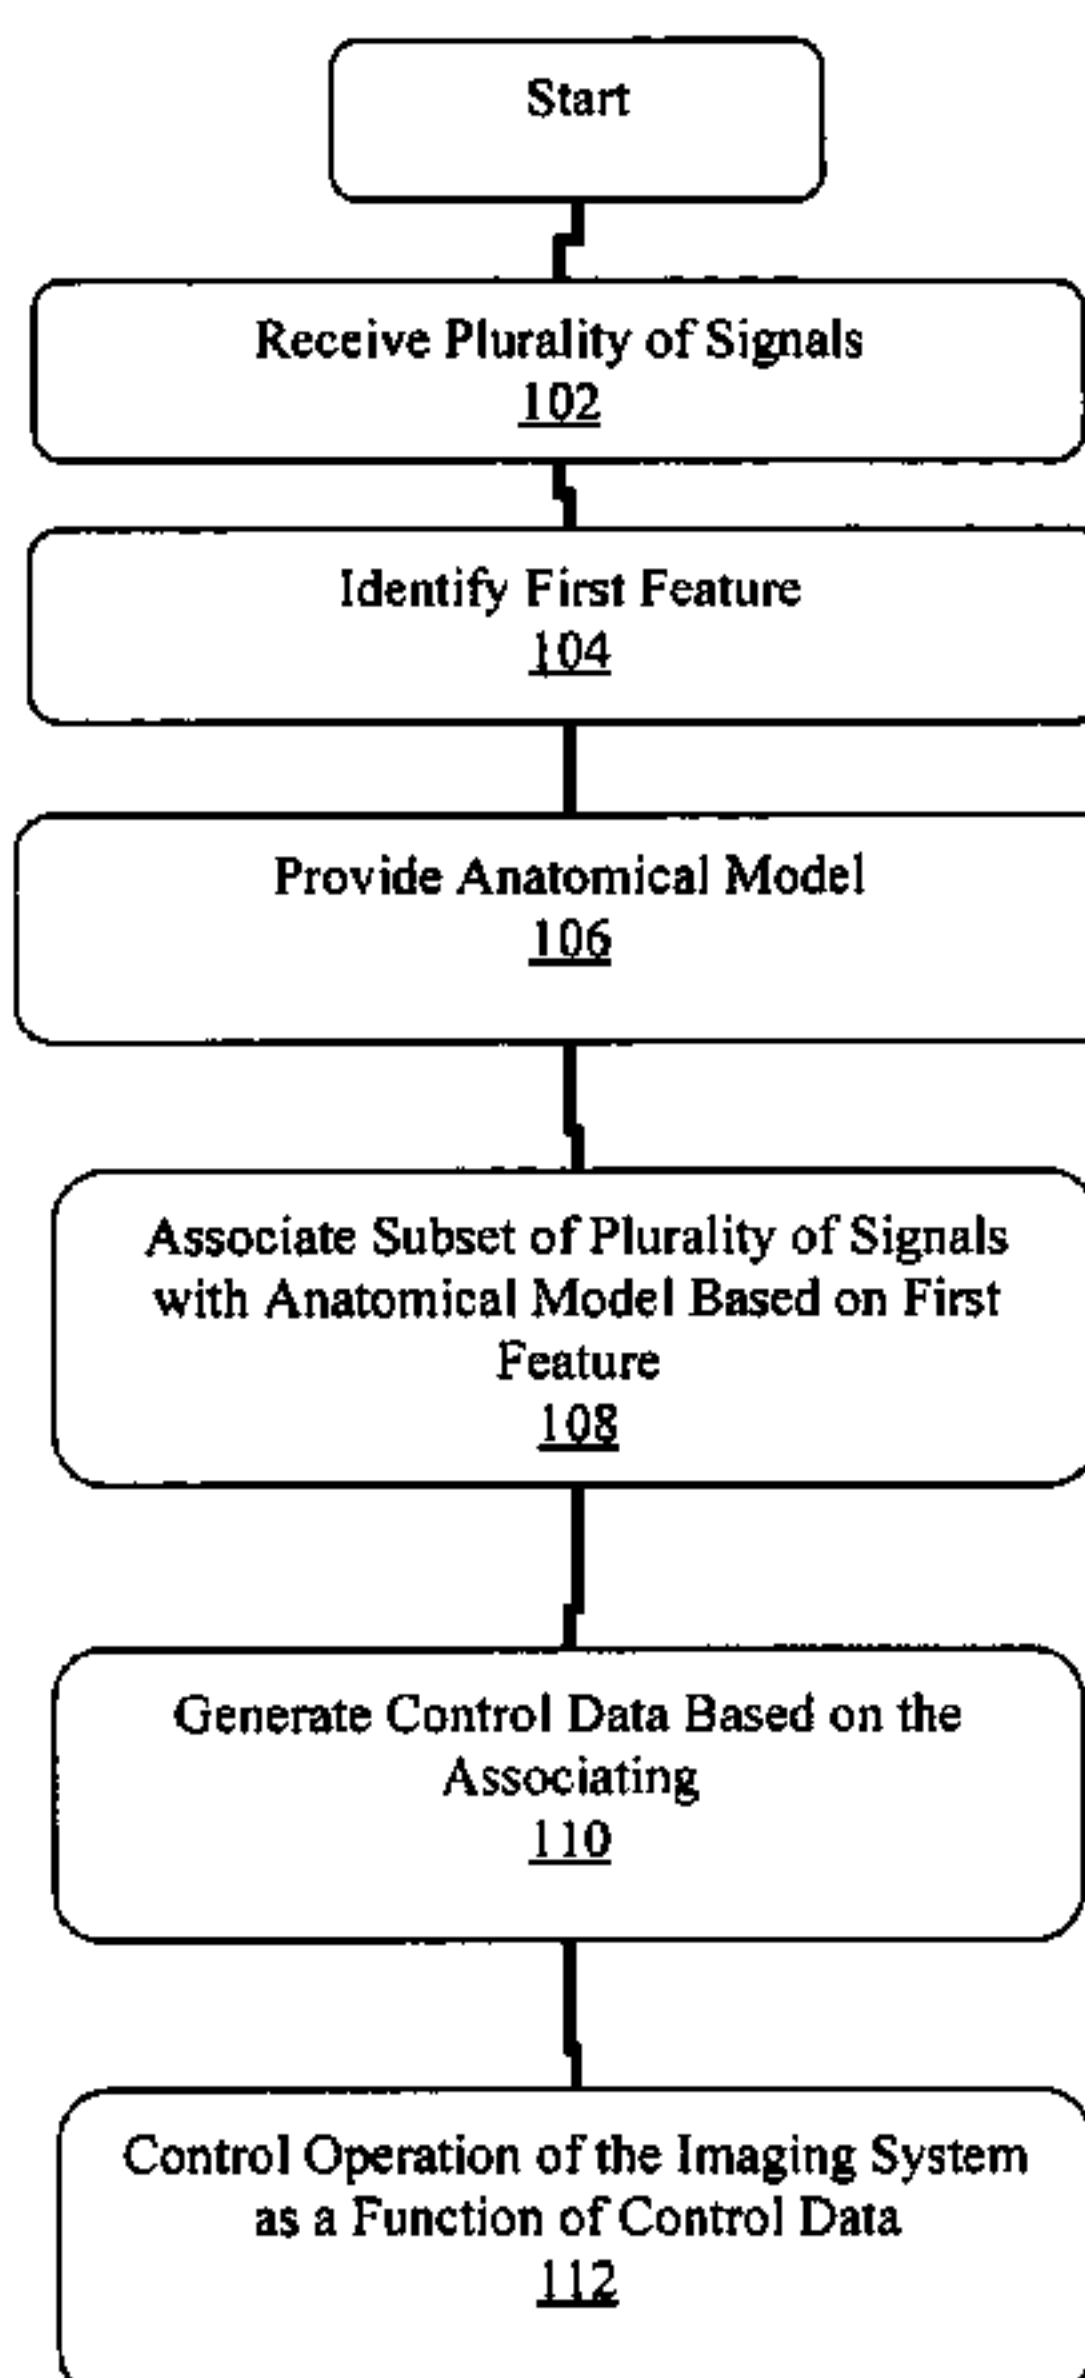 Start
Receive Plurality of Signals
102
Identify First Feature
104
Provide Anatomical Model
106
Associate Subset of Plurality of Signals
with Anatomical Model Based on First
Feature
108
Generate Control Data Based on the
Associating
110
Control Operation of the Imaging System
as a Function of Control Data
112